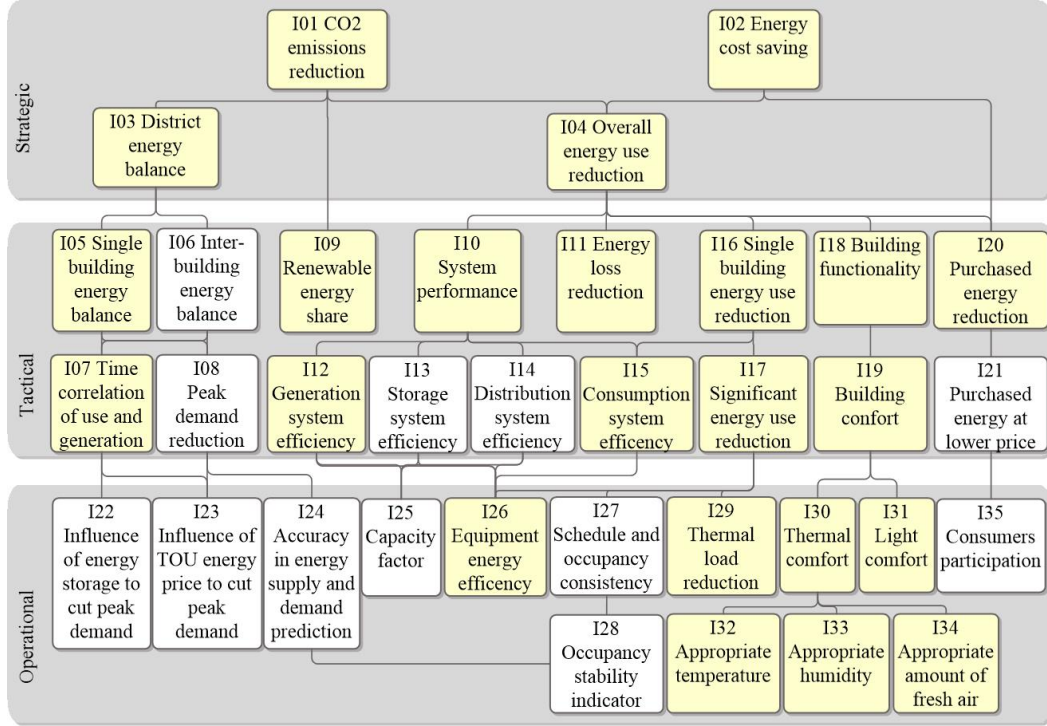 Strategic
I01 CO2
emissions
reduction
I02 Energy
cost saving
I03 District
energy
balance
I04 Overall
energy use
reduction
Tactical
I05 Single
building
energy
balance
I06 Inter-
building
energy
balance
I09
Renewable
energy
share
I10
System
performance
I11 Energy
loss
reduction
I16 Single
building
energy use
reduction
I18 Building
functionality
I20
Purchased
energy
reduction
I07 Time
correlation
of use and
generation
I08
Peak
demand
reduction
I12
Generation
system
efficiency
I13
Storage
system
efficiency
I14
Distribution
system
efficiency
I15
Consumption
system
efficency
I17
Significant
energy use
reduction
I19
Building
confort
I21
Purchased
energy at
lower price
Operational
I22
Influence
of energy
storage to
cut peak
demand
I23
Influence of
TOU energy
price to cut
peak
demand
I24
Accuracy
in energy
supply and
demand
prediction
I25
Capacity
factor
I26
Equipment
energy
efficency
I27
Schedule and
occupancy
consistency
I29
Thermal
load
reduction
I30
Thermal
comfort
I31
Light
comfort
I35
Consumers
participation
I28
Occupancy
stability
indicator
I32
Appropriate
temperature
I33
Appropriate
humidity
I34
Appropriate
amount of
fresh air